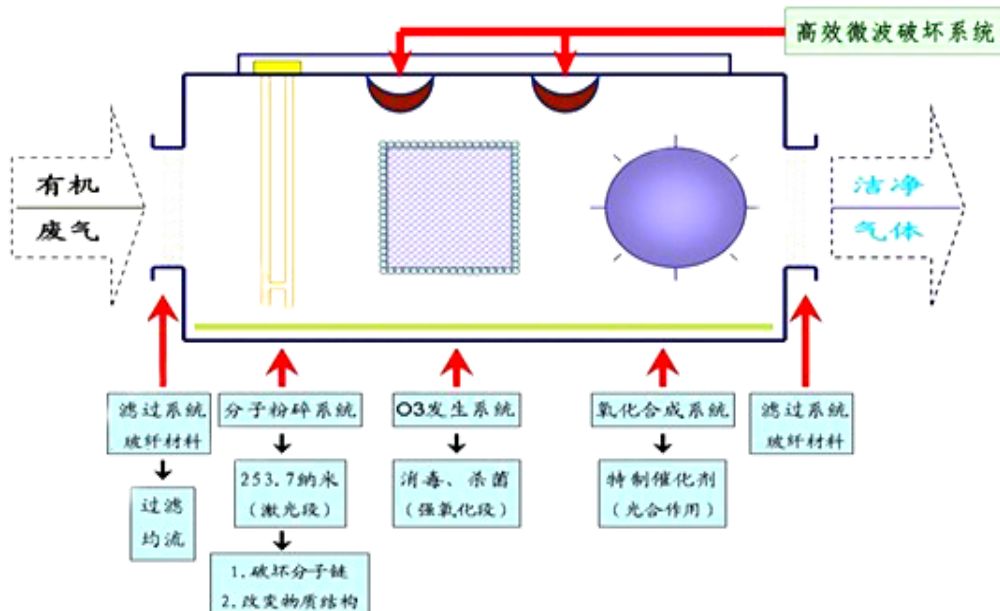 高效微波破坏系统
有机
废气
洁净
气体
滤过系统
玻纤材料
过滤
均流
分子粉碎系统
253.7纳米
(激光段)
1.破坏分子链
2.改变物质结构
O3发生系统
消毒、杀菌
(强氧化段)
氧化合成系统
特制催化剂
(光合作用)
滤过系统
玻纤材料